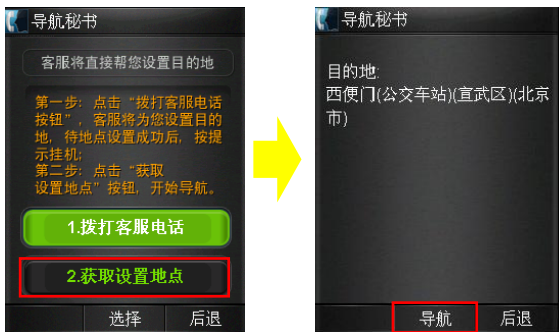 导航秘书
客服将直接帮您设置目的地
第一步: 点击“拨打客服电话
按钮”, 客服将为您设置目的
地, 待地点设置成功后, 按提
示挂机;
第二步: 点击“获取
设置地点”按钮, 开始导航。
1.拨打客服电话
2.获取设置地点
选择 后退
导航秘书
目的地:
西便门(公交车站)(宣武区)(北京
市)
导航 后退